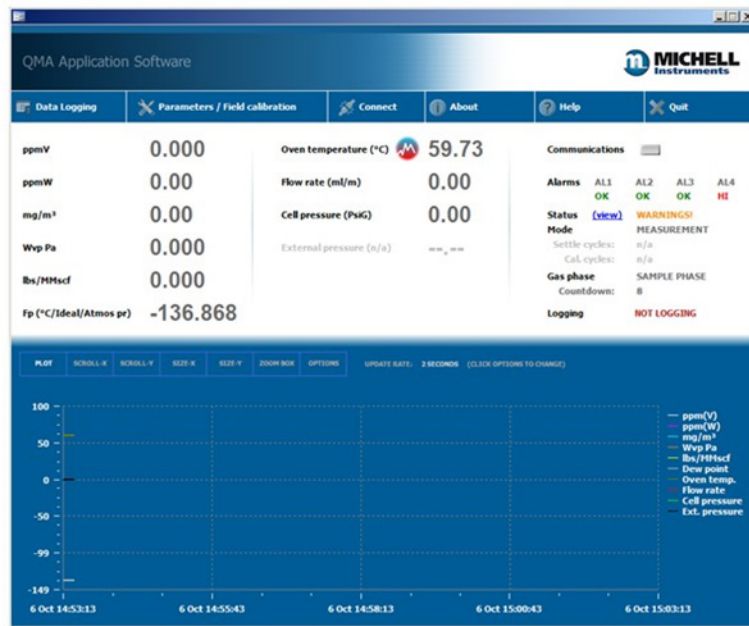 QMA Application Software
MICHELL
Instruments
Data Logging
Parameters / Field calibration
Connect
About
Help
Quit
ppmV 0.000
ppmW 0.00
mg/m³ 0.00
Wvp Pa 0.000
lbs/MMscf 0.000
Fp (°C/Ideal/Atmos pr) -136.868
Oven temperature (°C) 59.73
Flow rate (ml/m) 0.00
Cell pressure (PsiG) 0.00
External pressure (n/a) --.--
Communications
Alarms AL1 AL2 AL3 AL4
OK OK OK HI
Status (view) WARNINGS!
Mode MEASUREMENT
Settle cycles: n/a
Cal. cycles: n/a
Gas phase SAMPLE PHASE
Countdown: 8
Logging NOT LOGGING
PLOT SCROLL-X SCROLL-Y SIZE-X SIZE-Y ZOOM BOX OPTIONS UPDATE RATE: 2 SECONDS (CLICK OPTIONS TO CHANGE)
100
50
0
-50
-99
-149
6 Oct 14:53:13 6 Oct 14:55:43 6 Oct 14:58:13 6 Oct 15:00:43 6 Oct 15:03:13
ppm(V)
ppm(W)
mg/m³
Wvp Pa
lbs/MMscf
Dew point
Oven temp.
Flow rate
Cell pressure
Ext. pressure